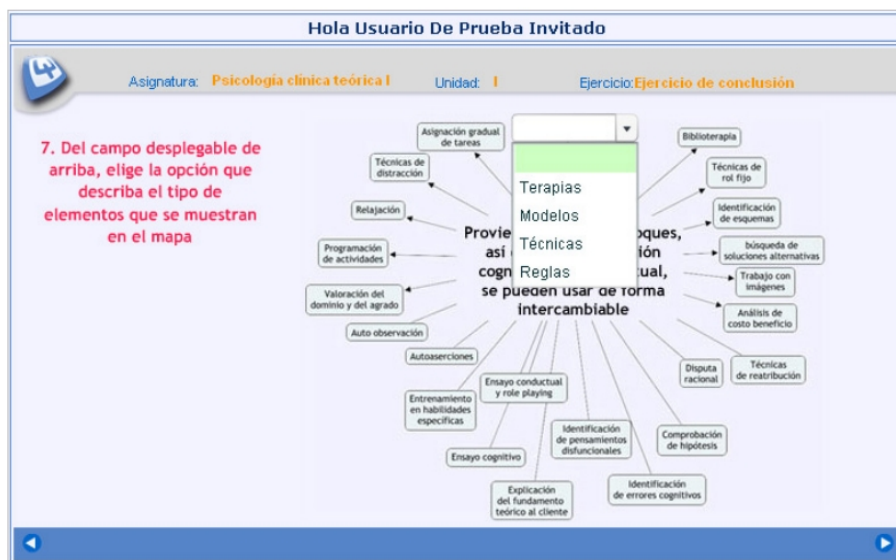 Hola Usuario De Prueba Invitado
Asignatura: Psicología clínica teórica I Unidad: I Ejercicio:Ejercicio de conclusión
7. Del campo desplegable de
arriba, elige la opción que
describa el tipo de
elementos que se muestran
en el mapa
Terapias
Modelos
Técnicas
Reglas
Provie oques,
así ión
cogn ual,
se pueden usar de forma
intercambiable
Asignación gradual
de tareas
Técnicas de
distracción
Relajación
Programación
de actividades
Valoración del
dominio y del agrado
Auto observación
Autoaserciones
Entrenamiento
en habilidades
específicas
Ensayo conductual
y role playing
Ensayo cognitivo
Explicación
del fundamento
teórico al cliente
Identificación
de pensamientos
disfuncionales
Identificación
de errores cognitivos
Comprobación
de hipótesis
Disputa
racional
Técnicas
de reatribución
Análisis de
costo beneficio
Trabajo con
imágenes
búsqueda de
soluciones alternativas
Identificación
de esquemas
Técnicas de
rol fijo
Biblioterapia